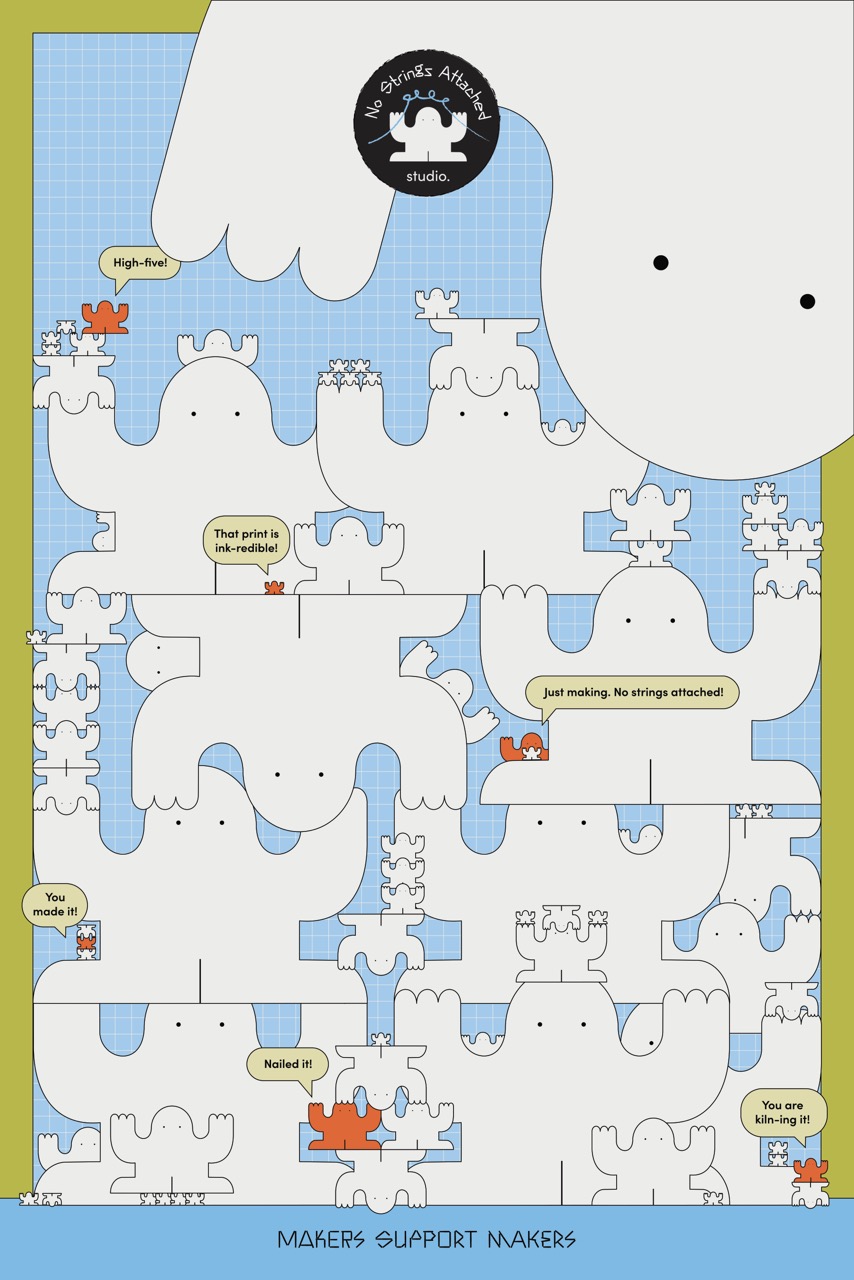 No Strings Attached
studio.
High-five!
That print is
ink-redible!
Just making. No strings attached!
You
made it!
Nailed it!
You are
kiln-ing it!
MAKERS SUPPORT MAKERS